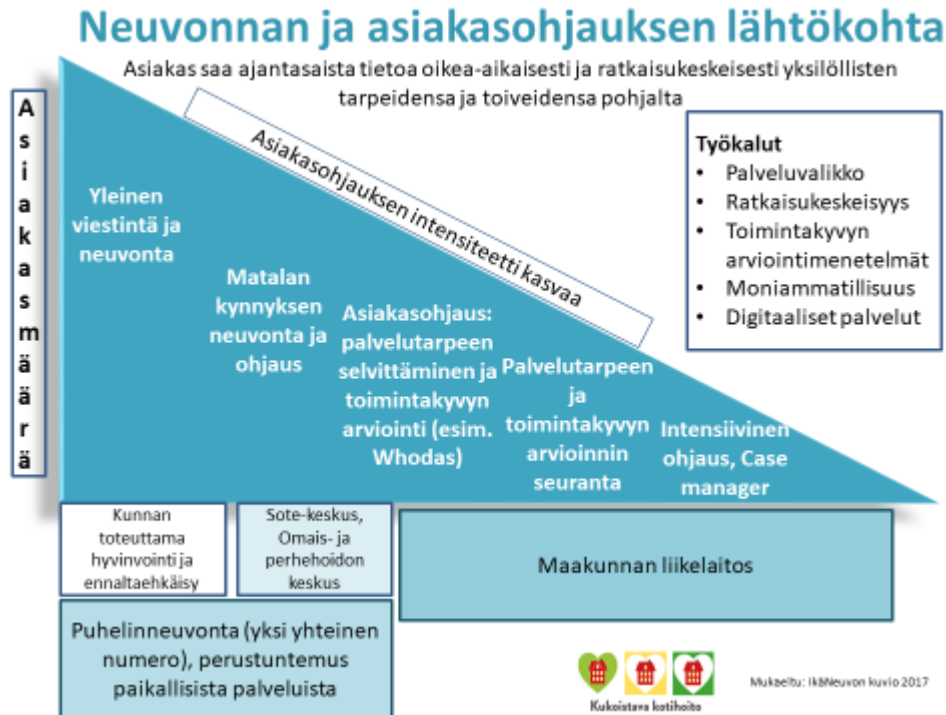 Neuvonnan ja asiakasohjauksen lähtökohta
Asiakas saa ajantasaista tietoa oikea-aikaisesti ja ratkaisukeskeisesti yksilöllisten
tarpeidensa ja toiveidensa pohjalta
Asiakasmäärä
Asiakasohjauksen intensiteetti kasvaa
Työkalut
• Palveluvalikko
• Ratkaisukeskeisyys
• Toimintakyvyn
arviointimenetelmät
• Moniammatillisuus
• Digitaaliset palvelut
Yleinen
viestintä ja
neuvonta
Matalan
kynnyksen
neuvonta ja
ohjaus
Asiakasohjaus:
palvelutarpeen
selvittäminen ja
toimintakyvyn
arviointi (esim.
Whodas)
Palvelutarpeen
ja
toimintakyvyn
arvioinnin
seuranta
Intensiivinen
ohjaus, Case
manager
Kunnan
toteuttama
hyvinvointi ja
ennaltaehkäisy
Sote-keskus,
Omais- ja
perhehoidon
keskus
Maakunnan liikelaitos
Puhelinneuvonta (yksi yhteinen
numero), perustuntemus
paikallisista palveluista
Kukoistava kotihoito
Mukaeltu: IkäNeuvon kuvio 2017